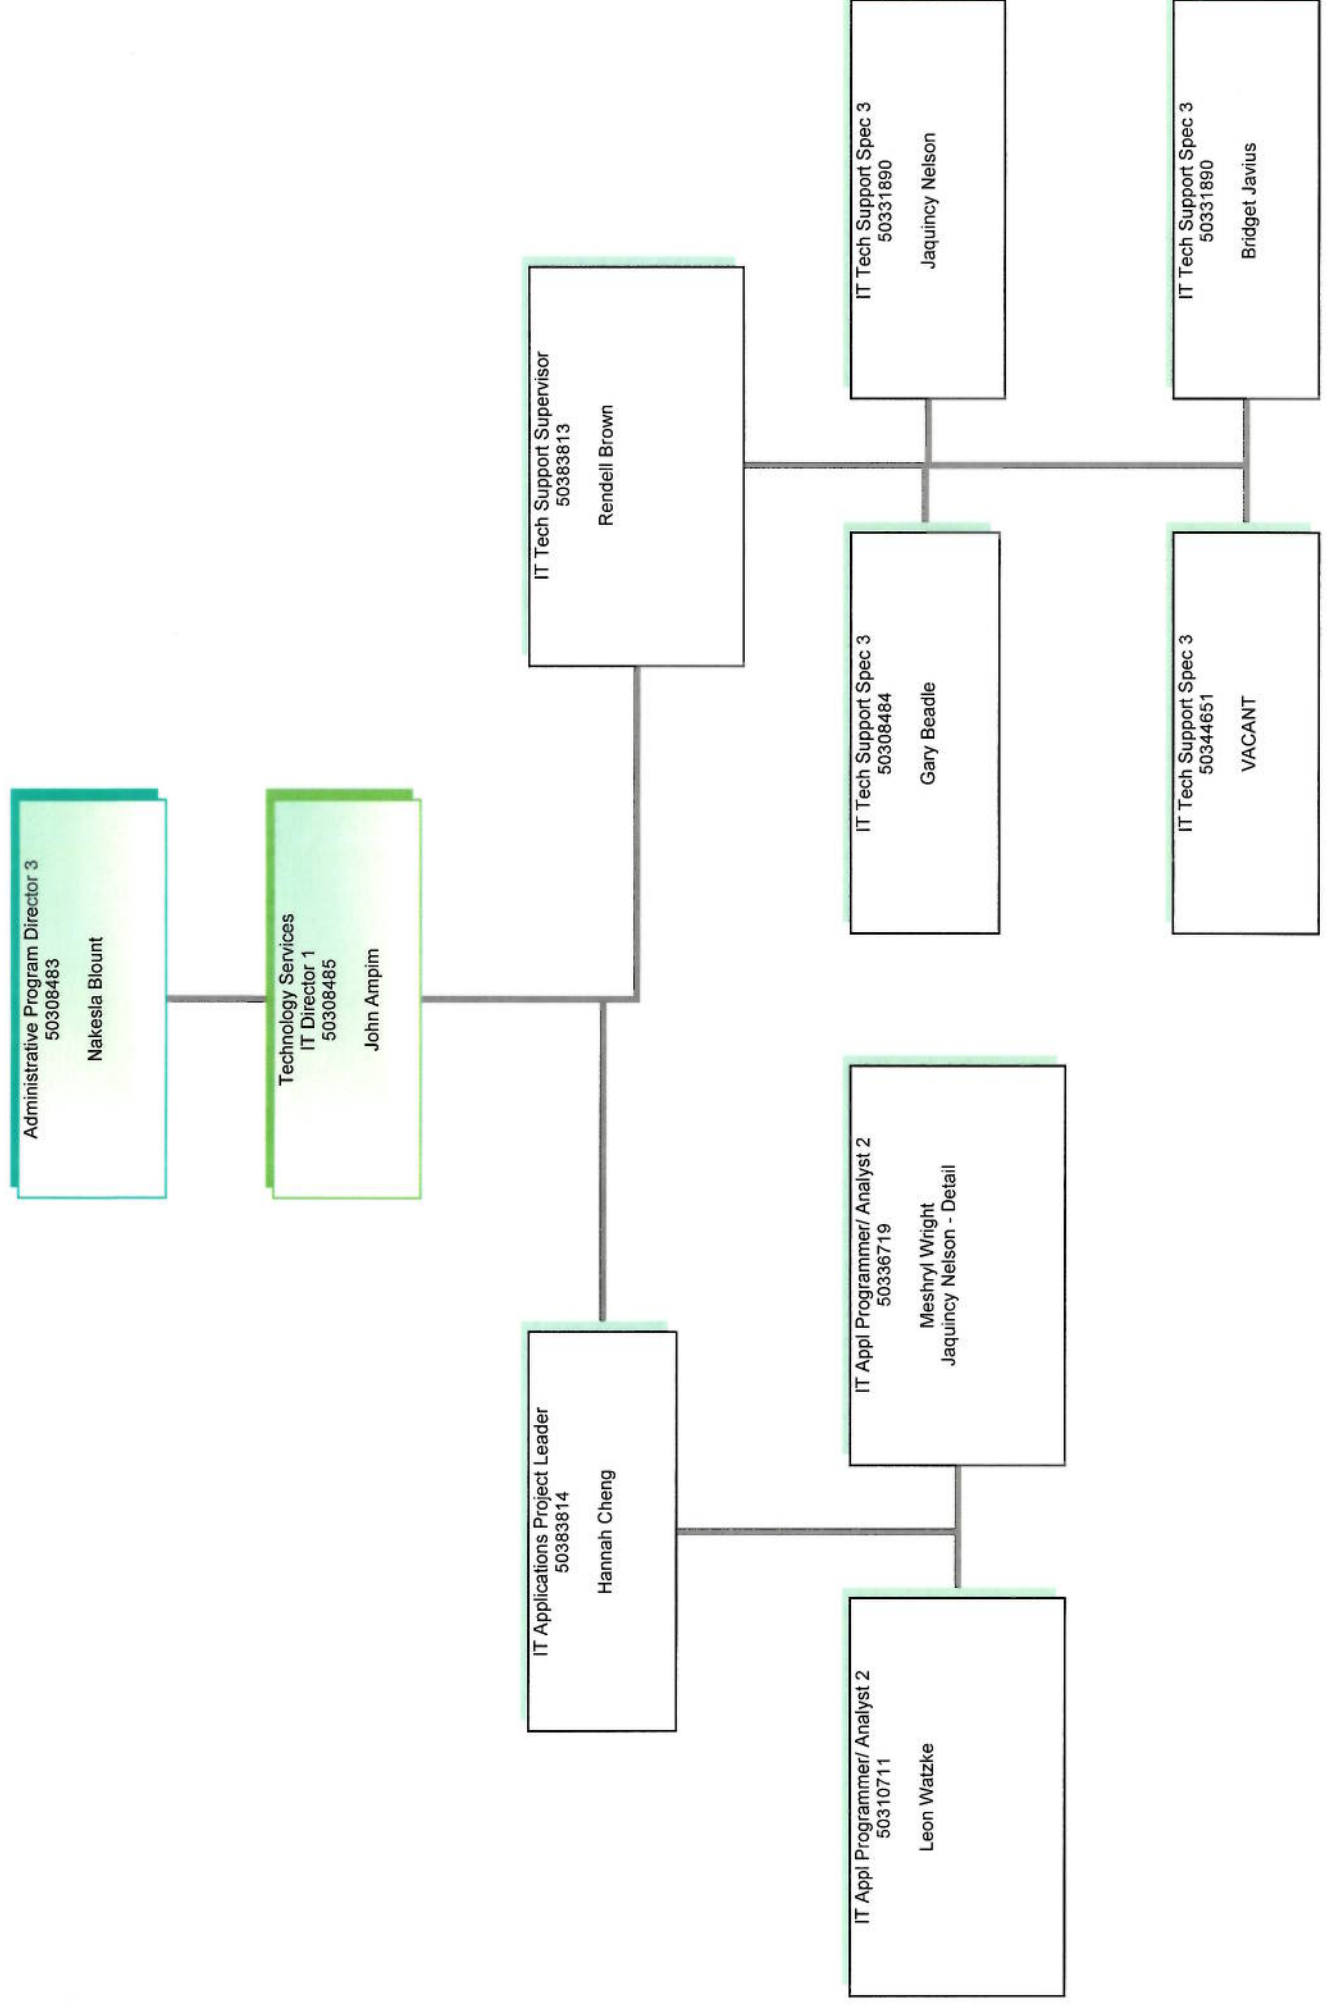 Administrative Program Director 3
50308483
Nakesla Blount
Technology Services
IT Director 1
50308485
John Ampim
IT Applications Project Leader
50383814
Hannah Cheng
IT Tech Support Supervisor
50383813
Rendell Brown
IT Appl Programmer/ Analyst 2
50310711
Leon Watzke
IT Appl Programmer/ Analyst 2
50336719
Meshryl Wright
Jaquincy Nelson - Detail
IT Tech Support Spec 3
50308484
Gary Beadle
IT Tech Support Spec 3
50331890
Jaquincy Nelson
IT Tech Support Spec 3
50344651
VACANT
IT Tech Support Spec 3
50331890
Bridget Javius